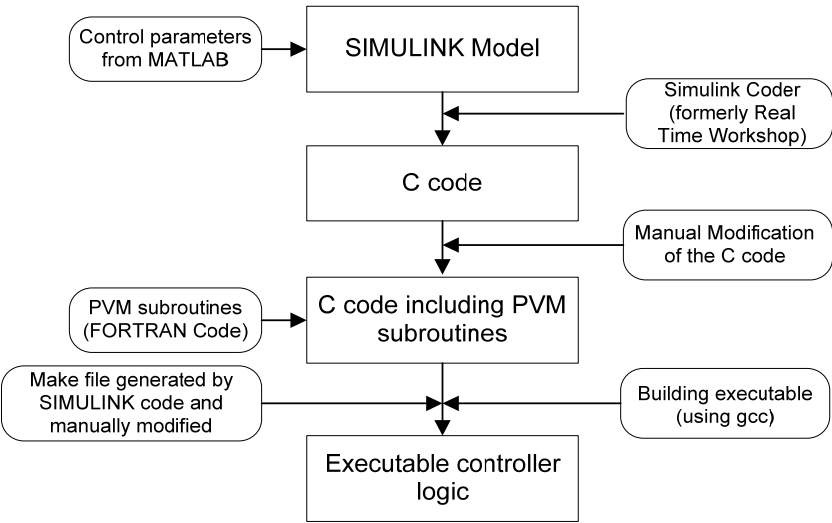 Control parameters
from MATLAB
SIMULINK Model
Simulink Coder
(formerly Real
Time Workshop)
C code
Manual Modification
of the C code
PVM subroutines
(FORTRAN Code)
C code including PVM
subroutines
Make file generated by
SIMULINK code and
manually modified
Building executable
(using gcc)
Executable controller
logic